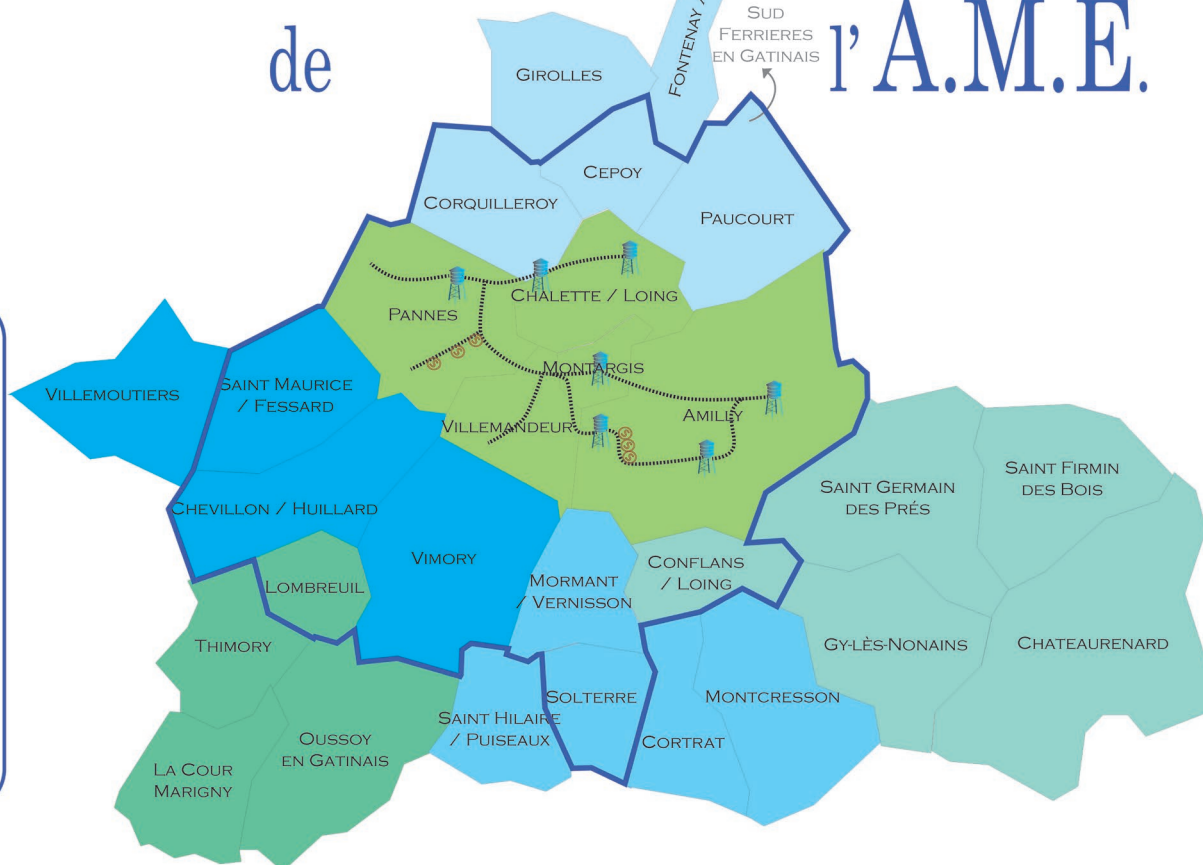 de
l'A.M.E.
SUD
FERRIERES
EN GATINAIS
FONTENAY /
GIROLLES
CEPOY
CORQUILLEROY
PAUCOURT
CHALETTE / LOING
PANNES
MONTARGIS
VILLEMOUTIERS
SAINT MAURICE
/ FESSARD
VILLEMANDEUR
AMILLY
SAINT GERMAIN
DES PRÉS
SAINT FIRMIN
DES BOIS
CHEVILLON / HUILLARD
VIMORY
CONFLANS
/ LOING
LOMBREUIL
MORMANT
/ VERNISSON
THIMORY
GY-LÈS-NONAINS
CHATEAURENARD
SOLTERRE
MONTCRESSON
SAINT HILAIRE
/ PUISEAUX
CORTRAT
OUSSOY
EN GATINAIS
LA COUR
MARIGNY